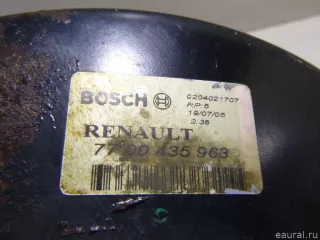 BOSCH
0204021707
RP 5
19/07/05
2.36
RENAULT
7700 435 963
eaural.ru